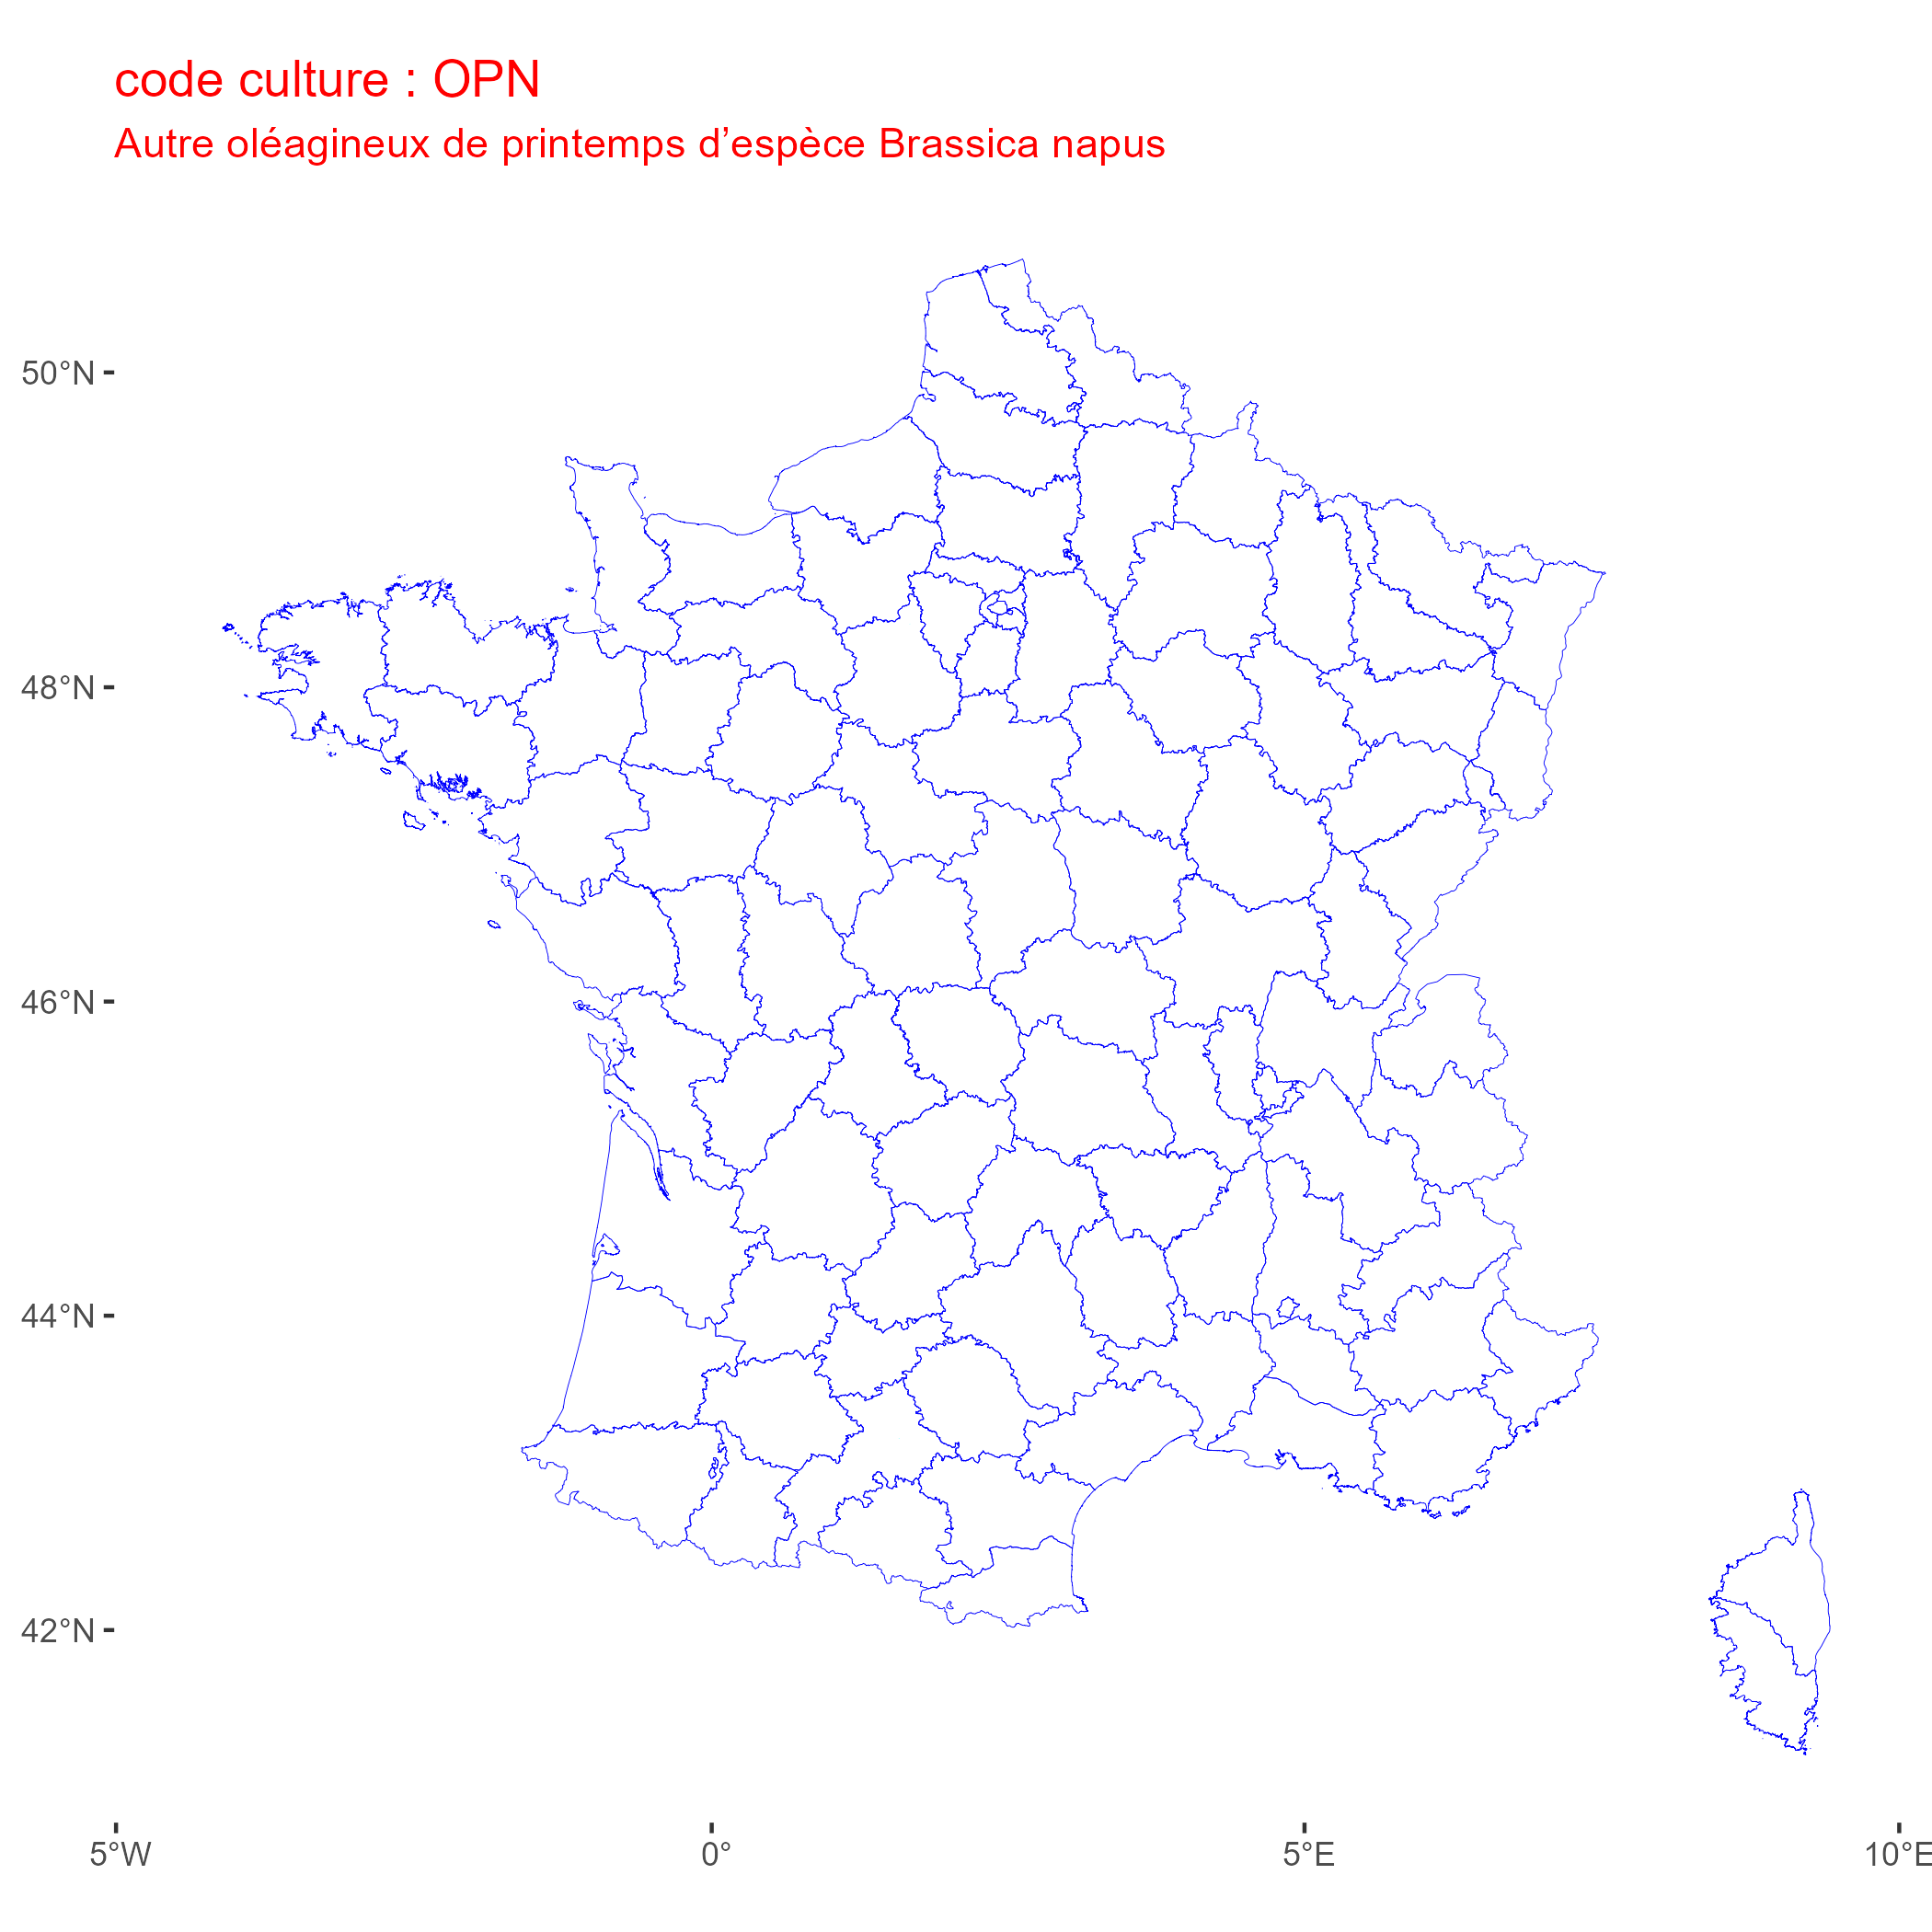 code culture : OPN
Autre oléagineux de printemps d’espèce Brassica napus
50°N
48°N
46°N
44°N
42°N
5°W
0°
5°E
10°E